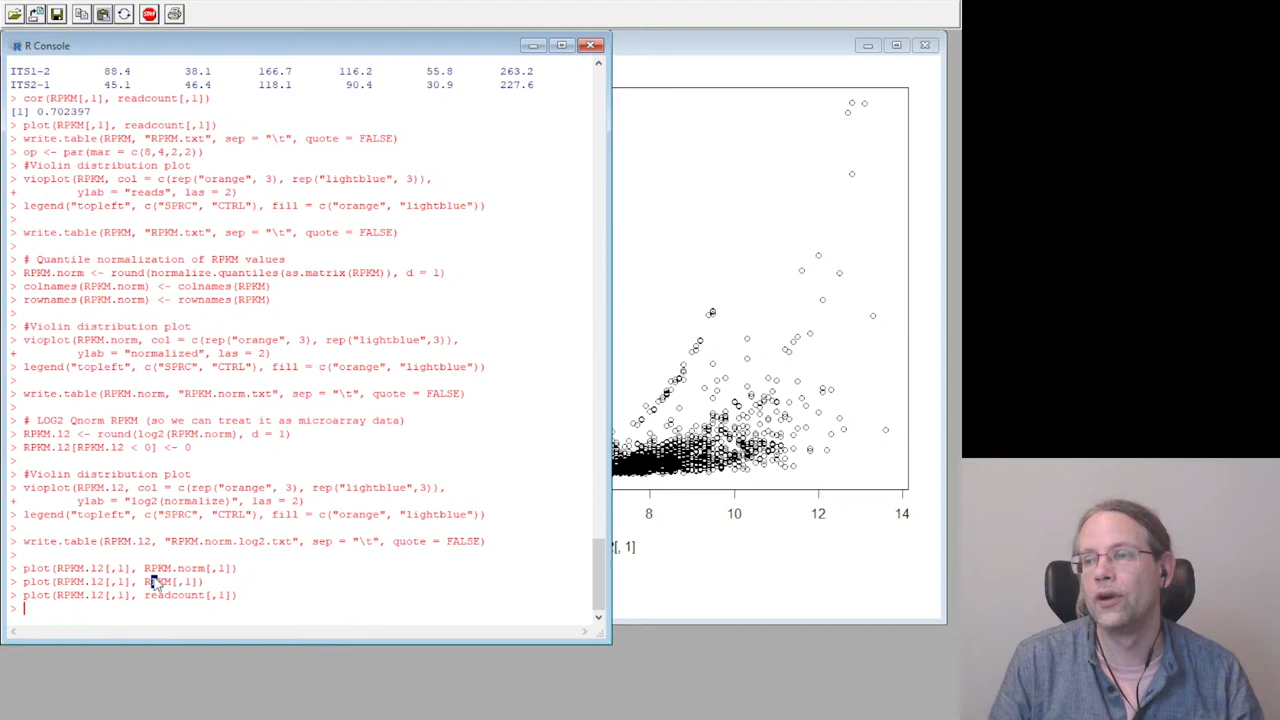 R Console
ITS1-2 88.4 38.1 166.7 116.2 55.8 263.2
ITS2-1 45.1 46.4 118.1 90.4 30.9 227.6
> cor(RPKM[,1], readcount[,1])
[1] 0.702397
> plot(RPKM[,1], readcount[,1])
> write.table(RPKM, "RPKM.txt", sep = "\t", quote = FALSE)
> op <- par(mar = c(8,4,2,2))
> #Violin distribution plot
> vioplot(RPKM, col = c(rep("orange", 3), rep("lightblue", 3)),
+ ylab = "reads", las = 2)
> legend("topleft", c("SPRC", "CTRL"), fill = c("orange", "lightblue"))
>
> write.table(RPKM, "RPKM.txt", sep = "\t", quote = FALSE)
>
> # Quantile normalization of RPKM values
> RPKM.norm <- round(normalize.quantiles(as.matrix(RPKM)), d = 1)
> colnames(RPKM.norm) <- colnames(RPKM)
> rownames(RPKM.norm) <- rownames(RPKM)
>
> #Violin distribution plot
> vioplot(RPKM.norm, col = c(rep("orange", 3), rep("lightblue",3)),
+ ylab = "normalized", las = 2)
> legend("topleft", c("SPRC", "CTRL"), fill = c("orange", "lightblue"))
>
> write.table(RPKM.norm, "RPKM.norm.txt", sep = "\t", quote = FALSE)
>
> # LOG2 Qnorm RPKM (so we can treat it as microarray data)
> RPKM.l2 <- round(log2(RPKM.norm), d = 1)
> RPKM.l2[RPKM.l2 < 0] <- 0
>
> #Violin distribution plot
> vioplot(RPKM.l2, col = c(rep("orange", 3), rep("lightblue",3)),
+ ylab = "log2(normalize)", las = 2)
> legend("topleft", c("SPRC", "CTRL"), fill = c("orange", "lightblue"))
>
> write.table(RPKM.l2, "RPKM.norm.log2.txt", sep = "\t", quote = FALSE)
>
> plot(RPKM.l2[,1], RPKM.norm[,1])
> plot(RPKM.l2[,1], RPKM[,1])
> plot(RPKM.l2[,1], readcount[,1])
>
8 10 12 14
[, 1]
STOP